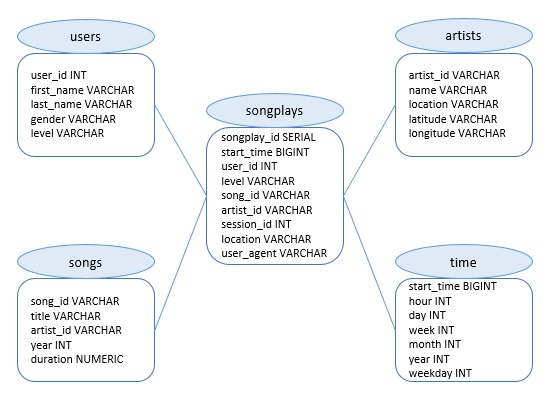 users
user_id INT
first_name VARCHAR
last_name VARCHAR
gender VARCHAR
level VARCHAR
artists
artist_id VARCHAR
name VARCHAR
location VARCHAR
latitude VARCHAR
longitude VARCHAR
songplays
songplay_id SERIAL
start_time BIGINT
user_id INT
level VARCHAR
song_id VARCHAR
artist_id VARCHAR
session_id INT
location VARCHAR
user_agent VARCHAR
songs
song_id VARCHAR
title VARCHAR
artist_id VARCHAR
year INT
duration NUMERIC
time
start_time BIGINT
hour INT
day INT
week INT
month INT
year INT
weekday INT